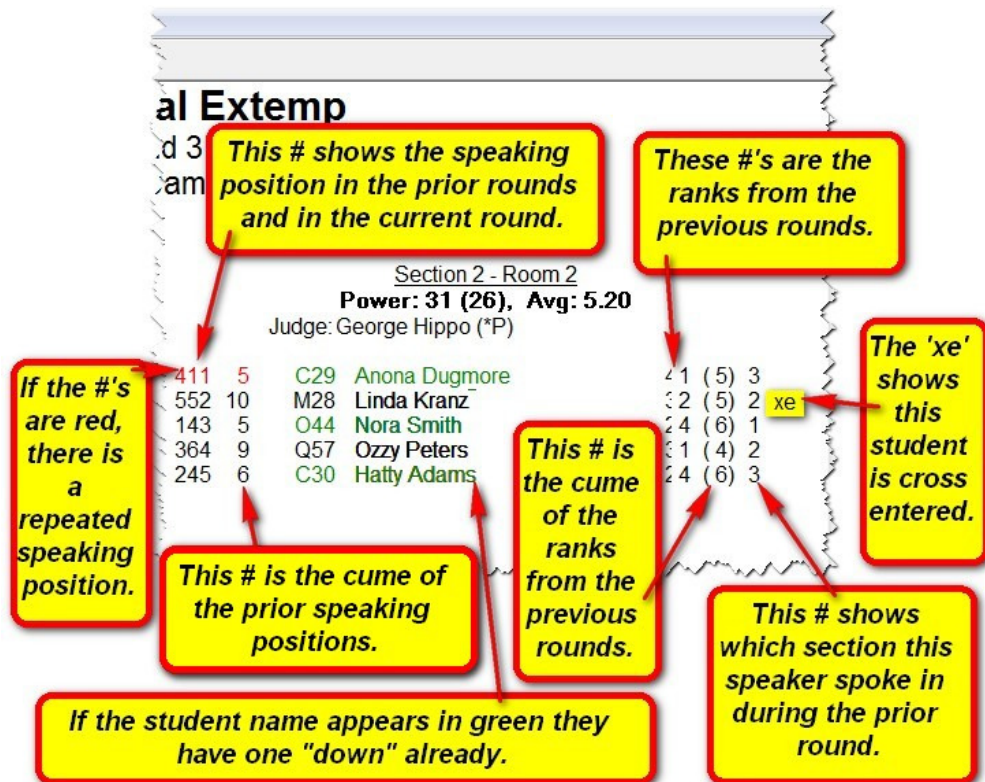 al Extemp
d 3
am
This # shows the speaking
position in the prior rounds
and in the current round.
These #'s are the
ranks from the
previous rounds.
Section 2 - Room 2
Power: 31 (26), Avg: 5.20
Judge: George Hippo (*P)
411 5 C29 Anona Dugmore 41 (5) 3
552 10 M28 Linda Kranz 32 (5) 2 xe
143 5 O44 Nora Smith 24 (6) 1
364 9 Q57 Ozzy Peters 31 (4) 2
245 6 C30 Hatty Adams 24 (6) 3
If the #'s
are red,
there is
a
repeated
speaking
position.
The 'xe'
shows
this
student
is cross
entered.
This # is the cume of
the prior speaking
positions.
This # is
the cume
of the
ranks
from the
previous
rounds.
This # shows
which section this
speaker spoke in
during the prior
round.
If the student name appears in green they
have one "down" already.